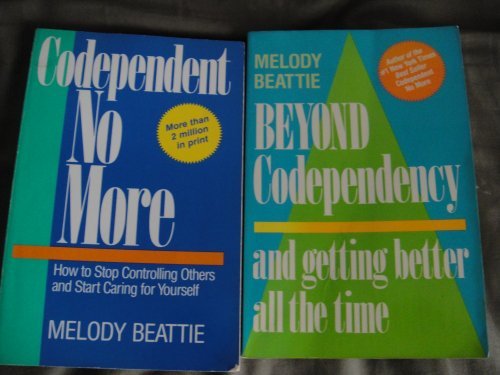 Codependent
No
More
More than
2 million
in print
How to Stop Controlling Others
and Start Caring for Yourself
MELODY BEATTIE
MELODY
BEATTIE
Author of the
#1 New York Times
Best Seller
Codependent
No More
BEYOND
Codependency
and getting better
all the time